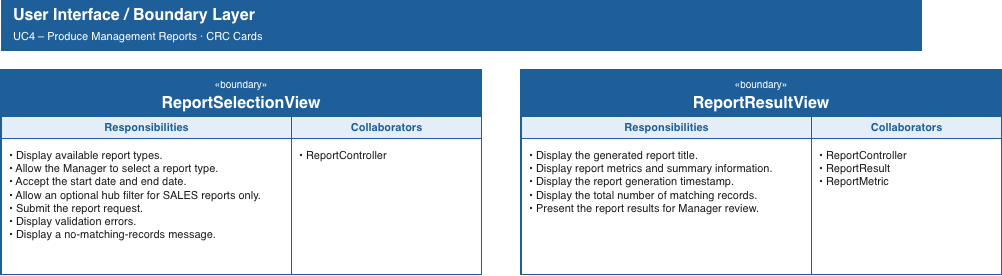 User Interface / Boundary Layer
UC4 – Produce Management Reports · CRC Cards
«boundary»
ReportSelectionView
Responsibilities
Collaborators
• Display available report types.
• Allow the Manager to select a report type.
• Accept the start date and end date.
• Allow an optional hub filter for SALES reports only.
• Submit the report request.
• Display validation errors.
• Display a no-matching-records message.
• ReportController
«boundary»
ReportResultView
Responsibilities
Collaborators
• Display the generated report title.
• Display report metrics and summary information.
• Display the report generation timestamp.
• Display the total number of matching records.
• Present the report results for Manager review.
• ReportController
• ReportResult
• ReportMetric